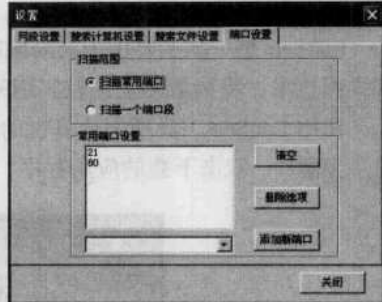 设置
网段设置 搜索计算机设置 搜索文件设置 端口设置
扫描范围
扫描常用端口
扫描一个端口段
常用端口设置
21
80
清空
删除选项
添加新端口
关闭